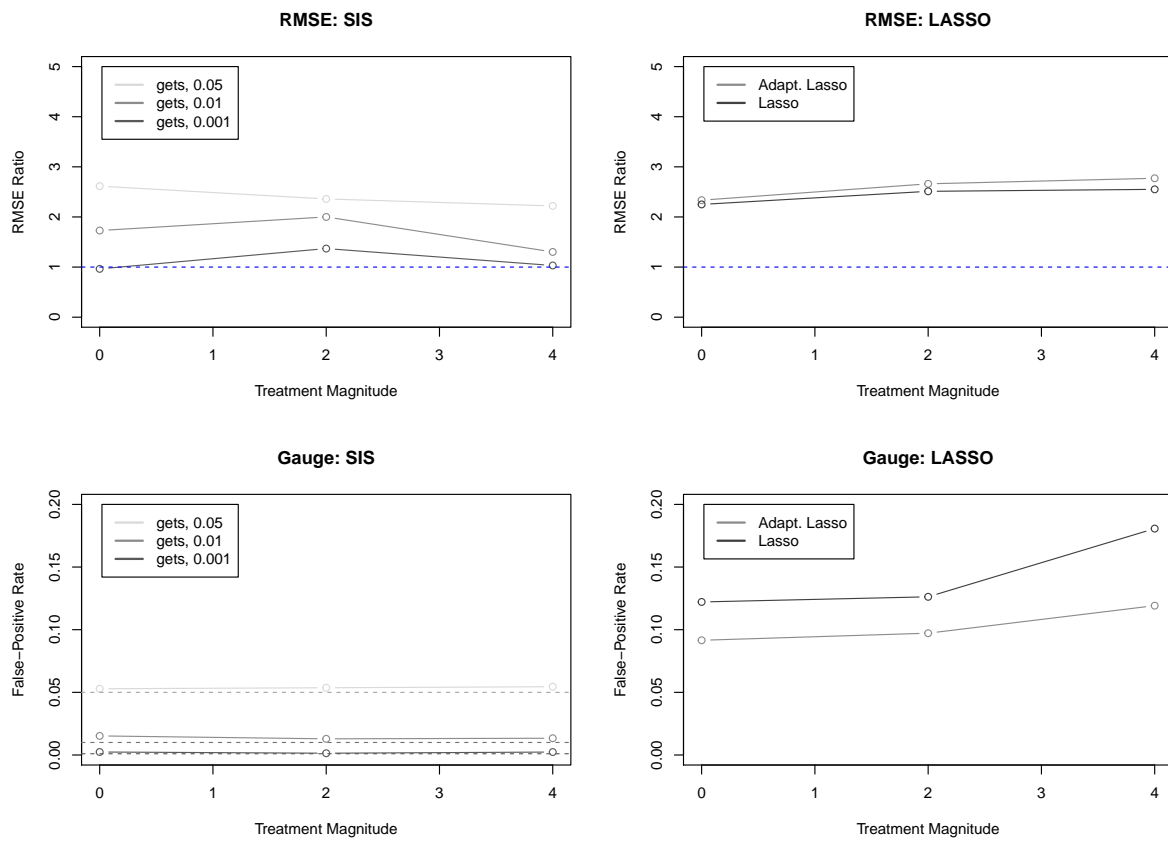 RMSE: SIS
RMSE Ratio
5
4
3
2
1
0
gets, 0.05
gets, 0.01
gets, 0.001
0 1 2 3 4
Treatment Magnitude
RMSE: LASSO
RMSE Ratio
5
4
3
2
1
0
Adapt. Lasso
Lasso
0 1 2 3 4
Treatment Magnitude
Gauge: SIS
False−Positive Rate
0.20
0.15
0.10
0.05
0.00
gets, 0.05
gets, 0.01
gets, 0.001
0 1 2 3 4
Treatment Magnitude
Gauge: LASSO
False−Positive Rate
0.20
0.15
0.10
0.05
0.00
Adapt. Lasso
Lasso
0 1 2 3 4
Treatment Magnitude